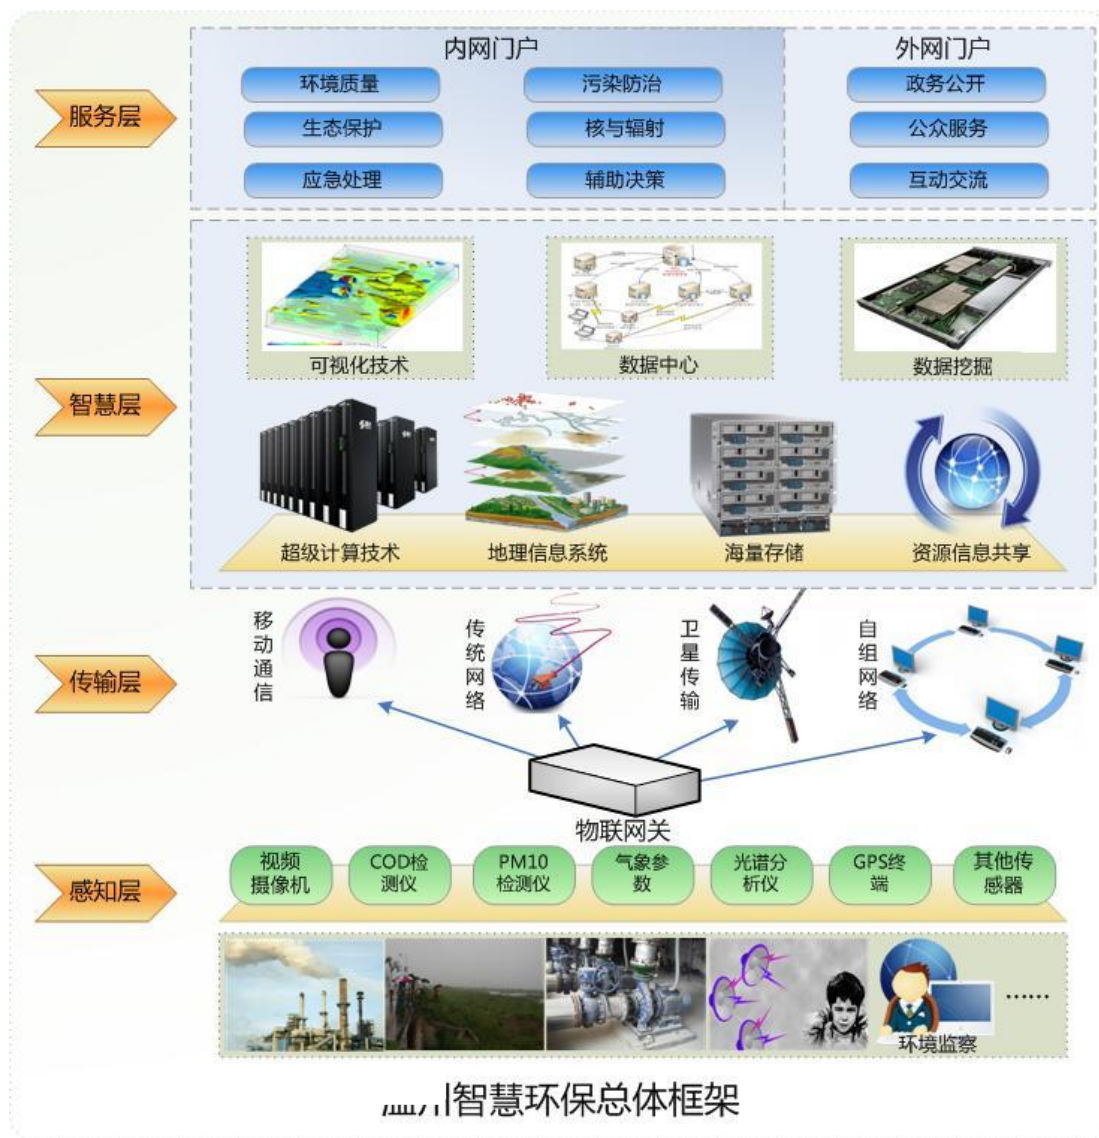 内网门户
外网门户
环境质量
污染防治
政务公开
服务层
生态保护
核与辐射
公众服务
应急处理
辅助决策
互动交流
可视化技术
数据中心
数据挖掘
智慧层
超级计算技术
地理信息系统
海量存储
资源信息共享
移动通信
传统网络
卫星传输
自组网络
传输层
物联网关
感知层
视频
摄像机
COD检
测仪
PM10
检测仪
气象参
数
光谱分
析仪
GPS终
端
其他传
感器
······
环境监察
智慧环保总体框架